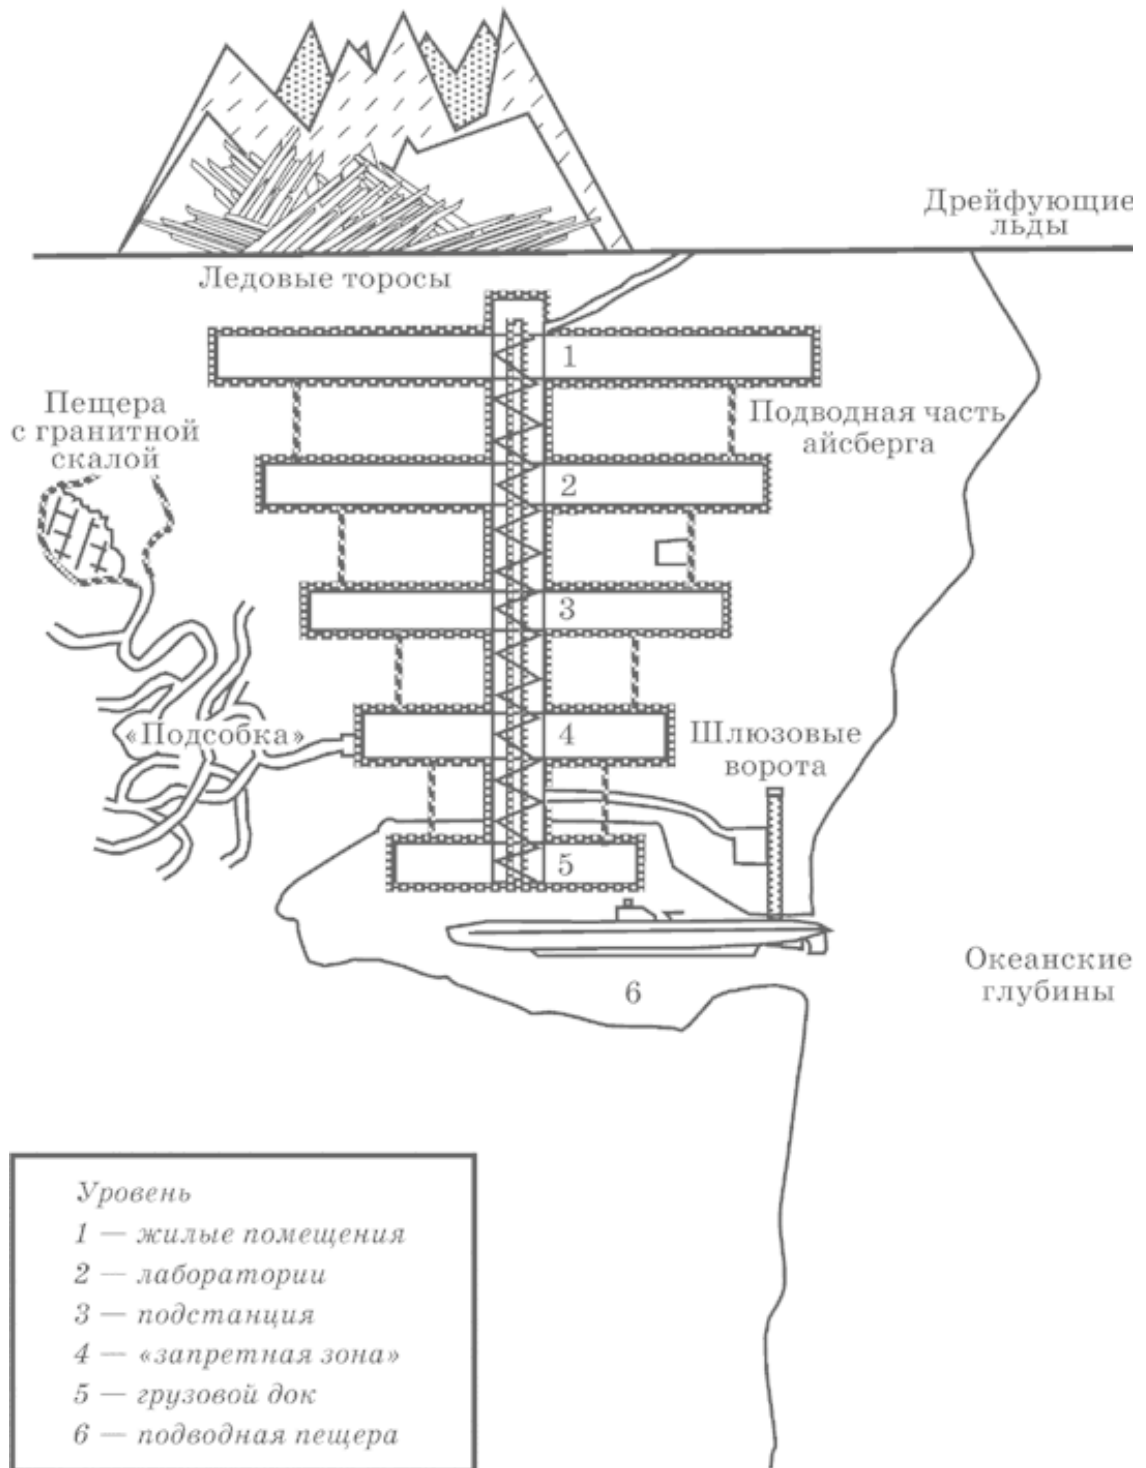 Дрейфующие
льды
Ледовые торосы
1
Пещера
с гранитной
скалой
Подводная часть
айсберга
2
3
«Подсобка»
4
Шлюзовые
ворота
5
Океанские
глубины
6
Уровень
1 — жилые помещения
2 — лаборатории
3 — подстанция
4 — «запретная зона»
5 — грузовой док
6 — подводная пещера